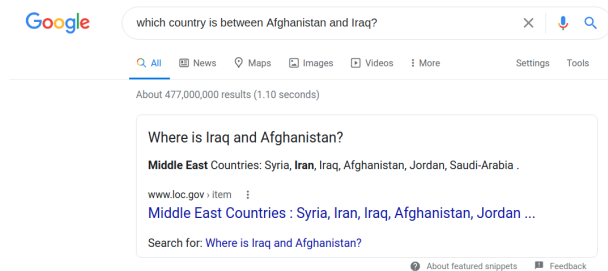 Google
which country is between Afghanistan and Iraq?
All News Maps Images Videos More Settings Tools
About 477,000,000 results (1.10 seconds)
Where is Iraq and Afghanistan?
Middle East Countries: Syria, Iran, Iraq, Afghanistan, Jordan, Saudi-Arabia .
www.loc.gov › item
Middle East Countries : Syria, Iran, Iraq, Afghanistan, Jordan ...
Search for: Where is Iraq and Afghanistan?
About featured snippets Feedback